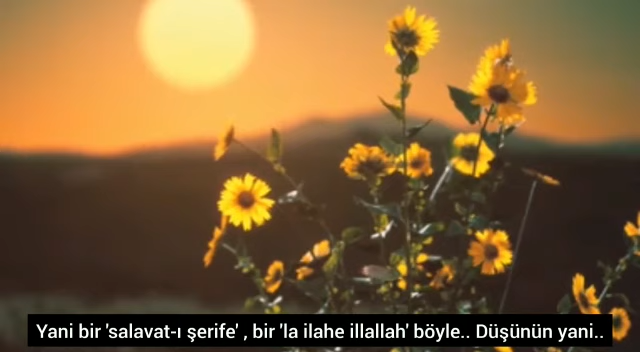 Yani bir 'salavat-ı şerife' , bir 'la ilahe illallah' böyle.. Düşünün yani..